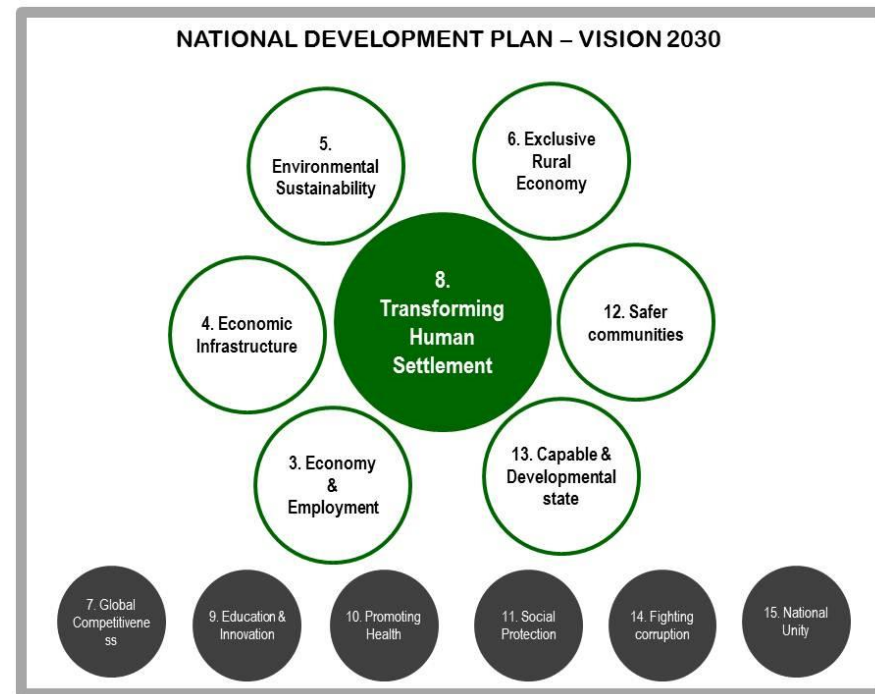 NATIONAL DEVELOPMENT PLAN – VISION 2030
5.
Environmental
Sustainability
6. Exclusive
Rural
Economy
4. Economic
Infrastructure
8.
Transforming
Human
Settlement
12. Safer
communities
3. Economy
&
Employment
13. Capable &
Developmental
state
7. Global
Competitivene
ss
9. Education &
Innovation
10. Promoting
Health
11. Social
Protection
14. Fighting
corruption
15. National
Unity